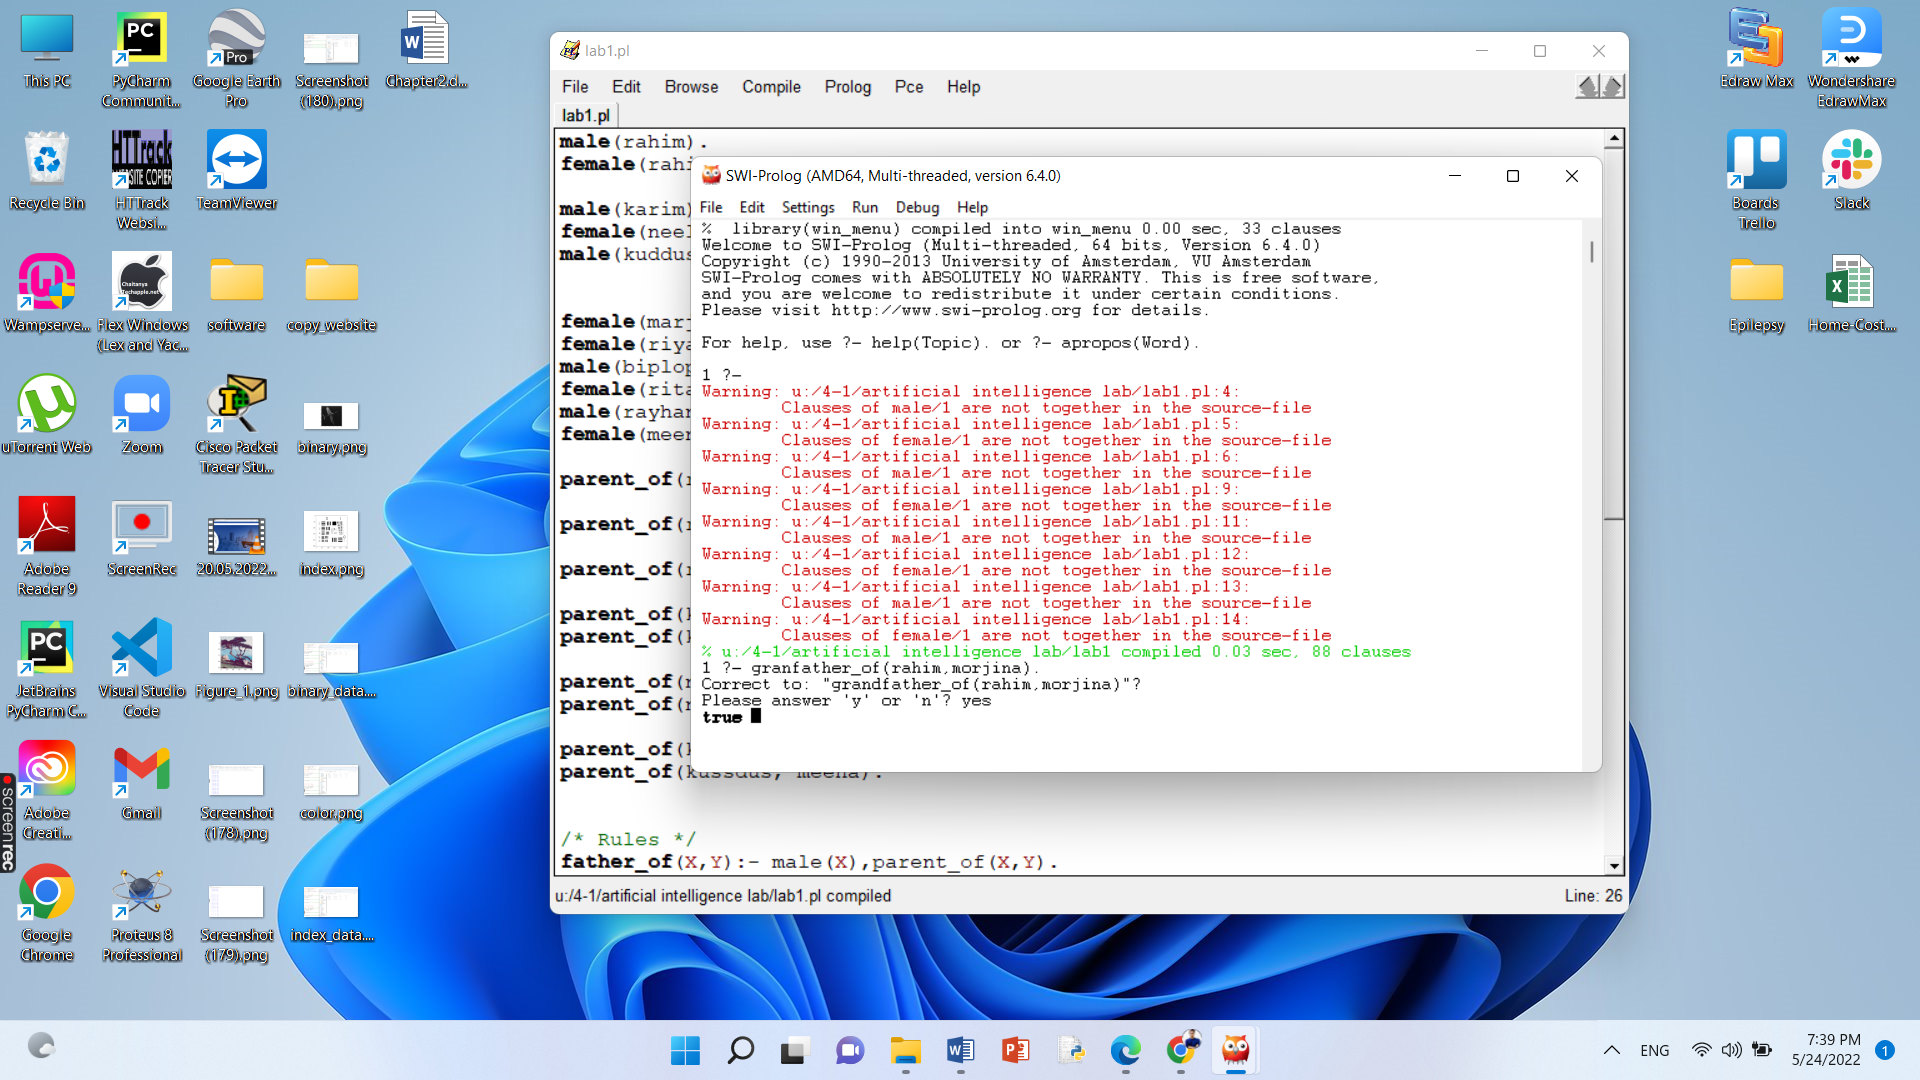 This PC
PyCharm
Communit...
Google Earth
Pro
Screenshot
(180).png
Chapter2.d...
Recycle Bin
HTTrack
Websi...
TeamViewer
Wampserve...
Flex Windows
(Lex and Yac...
software
copy_website
uTorrent Web
Zoom
Cisco Packet
Tracer Stu...
binary.png
Adobe
Reader 9
ScreenRec
20.05.2022...
index.png
JetBrains
PyCharm C...
Visual Studio
Code
Figure_1.png
binary_data....
Adobe
Creati...
Gmail
Screenshot
(178).png
color.png
Google
Chrome
Proteus 8
Professional
Screenshot
(179).png
index_data....
screenrec
lab1.pl
File Edit Browse Compile Prolog Pce Help
lab1.pl
male(rahim).
female(rahi
male(karim)
female(neel
male(kuddus
female(marj
female(riya
male(biplop
female(rita
male(rayhan
female(meen
parent_of(
parent_of(
parent_of(
parent_of(
parent_of(
parent_of(
parent_of(
parent_of(
parent_of(kussdus, meena).
/* Rules */
father_of(X,Y):- male(X),parent_of(X,Y).
u:/4-1/artificial intelligence lab/lab1.pl compiled
Line: 26
SWI-Prolog (AMD64, Multi-threaded, version 6.4.0)
File Edit Settings Run Debug Help
% library(win_menu) compiled into win_menu 0.00 sec, 33 clauses
Welcome to SWI-Prolog (Multi-threaded, 64 bits, Version 6.4.0)
Copyright (c) 1990-2013 University of Amsterdam, VU Amsterdam
SWI-Prolog comes with ABSOLUTELY NO WARRANTY. This is free software,
and you are welcome to redistribute it under certain conditions.
Please visit http://www.swi-prolog.org for details.
For help, use ?- help(Topic). or ?- apropos(Word).
1 ?-
Warning: u:/4-1/artificial intelligence lab/lab1.pl:4:
Clauses of male/1 are not together in the source-file
Warning: u:/4-1/artificial intelligence lab/lab1.pl:5:
Clauses of female/1 are not together in the source-file
Warning: u:/4-1/artificial intelligence lab/lab1.pl:6:
Clauses of male/1 are not together in the source-file
Warning: u:/4-1/artificial intelligence lab/lab1.pl:9:
Clauses of female/1 are not together in the source-file
Warning: u:/4-1/artificial intelligence lab/lab1.pl:11:
Clauses of male/1 are not together in the source-file
Warning: u:/4-1/artificial intelligence lab/lab1.pl:12:
Clauses of female/1 are not together in the source-file
Warning: u:/4-1/artificial intelligence lab/lab1.pl:13:
Clauses of male/1 are not together in the source-file
Warning: u:/4-1/artificial intelligence lab/lab1.pl:14:
Clauses of female/1 are not together in the source-file
% u:/4-1/artificial intelligence lab/lab1 compiled 0.03 sec, 88 clauses
1 ?- granfather_of(rahim,morjina).
Correct to: "grandfather_of(rahim,morjina)"?
Please answer 'y' or 'n'? yes
true
Edraw Max
Wondershare
EdrawMax
Boards
Trello
Slack
Epilepsy
Home-Cost....
ENG
7:39 PM
5/24/2022
1